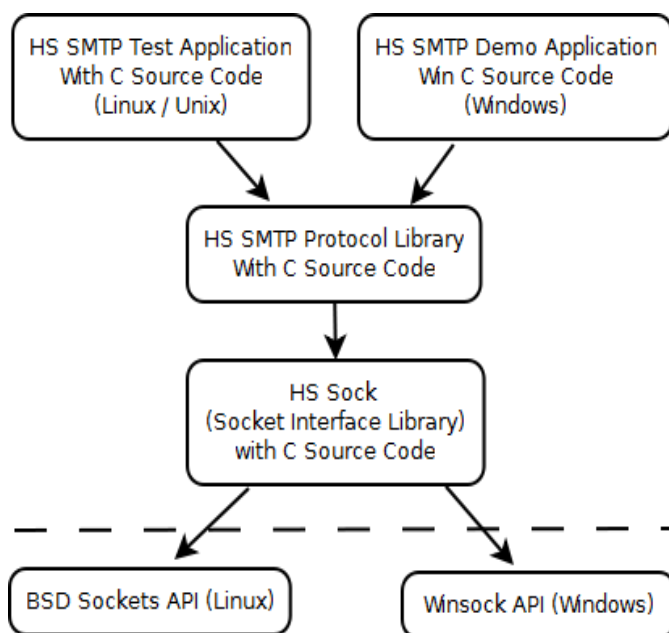 HS SMTP Test Application
With C Source Code
(Linux / Unix)
HS SMTP Demo Application
Win C Source Code
(Windows)
HS SMTP Protocol Library
With C Source Code
HS Sock
(Socket Interface Library)
with C Source Code
BSD Sockets API (Linux)
Winsock API (Windows)